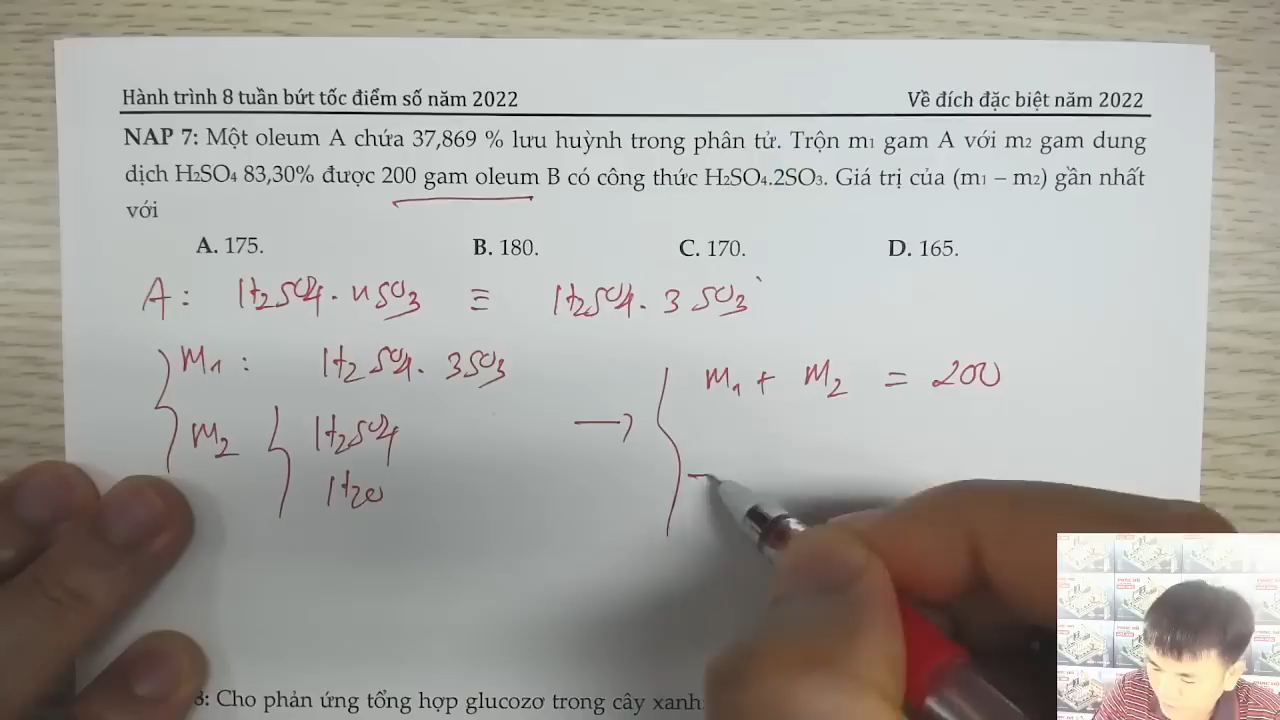 Hành trình 8 tuần bứt tốc điểm số năm 2022 Về đích đặc biệt năm 2022
NAP 7: Một oleum A chứa 37,869 % lưu huỳnh trong phân tử. Trộn m₁ gam A với m₂ gam dung
dịch H₂SO₄ 83,30% được 200 gam oleum B có công thức H₂SO₄.2SO₃. Giá trị của (m₁ – m₂) gần nhất
với
A. 175. B. 180. C. 170. D. 165.
A: H₂SO₄. nSO₃ ≡ H₂SO₄. 3SO₃
m₁ : H₂SO₄. 3SO₃
m₁ + m₂ = 200
m₂ H₂SO₄ →
H₂O
8: Cho phản ứng tổng hợp glucozơ trong cây xanh